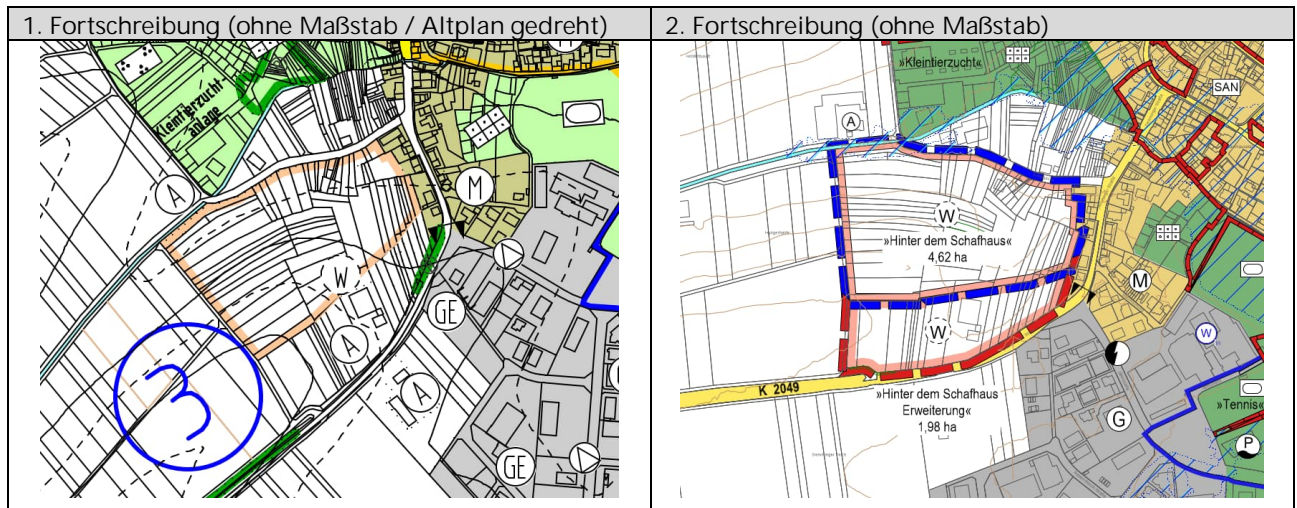 1. Fortschreibung (ohne Maßstab / Altplan gedreht)
2. Fortschreibung (ohne Maßstab)
Kleintierzucht-
anlage
A
M
W
GE
A
A
3
GE
»Kleintierzucht«
SAN
A
W
»Hinter dem Schafhaus«
4,62 ha
M
W
W
K 2049
»Hinter dem Schafhaus
Erweiterung«
1,98 ha
G
»Tennis«
P